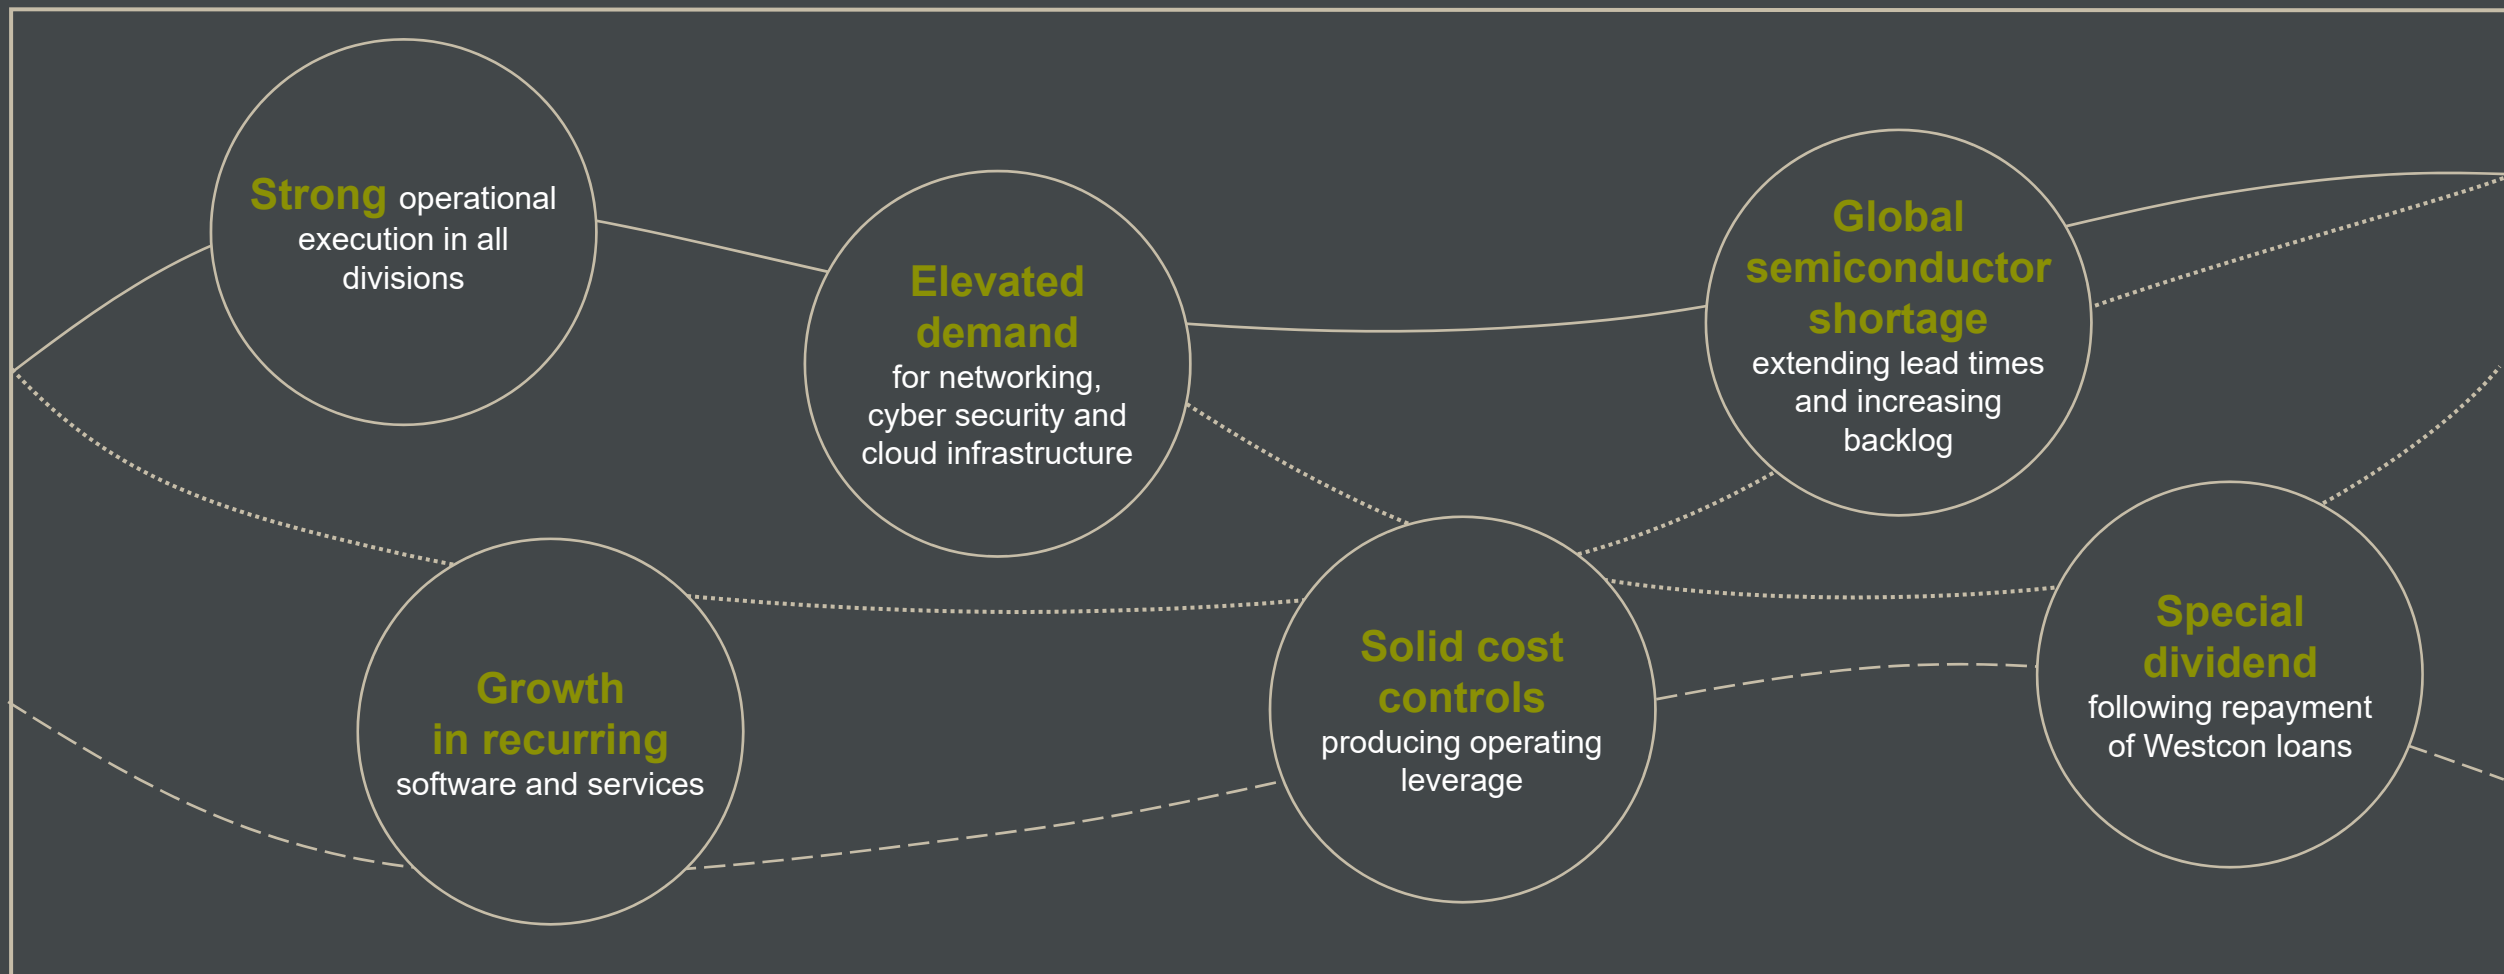 Strong operational
execution in all
divisions
Elevated
demand
for networking,
cyber security and
cloud infrastructure
Global
semiconductor
shortage
extending lead times
and increasing
backlog
Growth
in recurring
software and services
Solid cost
controls
producing operating
leverage
Special
dividend
following repayment
of Westcon loans